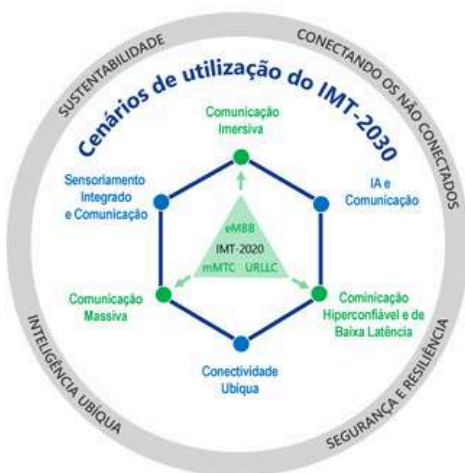 SUSTENTABILIDADE
CONECTANDO OS NÃO CONECTADOS
Cenários de utilização do IMT-2030
Comunicação
Imersiva
Sensoriamento
Integrado
e Comunicação
IA e
Comunicação
eMBB
IMT-2020
mMTC URLLC
Comunicação
Massiva
Cominicação
Hiperconfiável e de
Baixa Latência
Conectividade
Ubíqua
INTELIGÊNCIA UBÍQUA
SEGURANÇA E RESILIÊNCIA